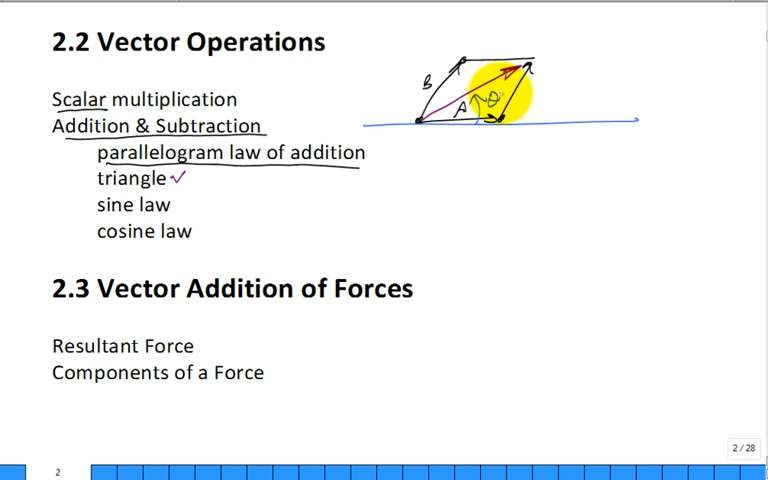 2.2 Vector Operations
B
A θ
Scalar multiplication
Addition & Subtraction
parallelogram law of addition
triangle ✓
sine law
cosine law
2.3 Vector Addition of Forces
Resultant Force
Components of a Force
2 / 28
2